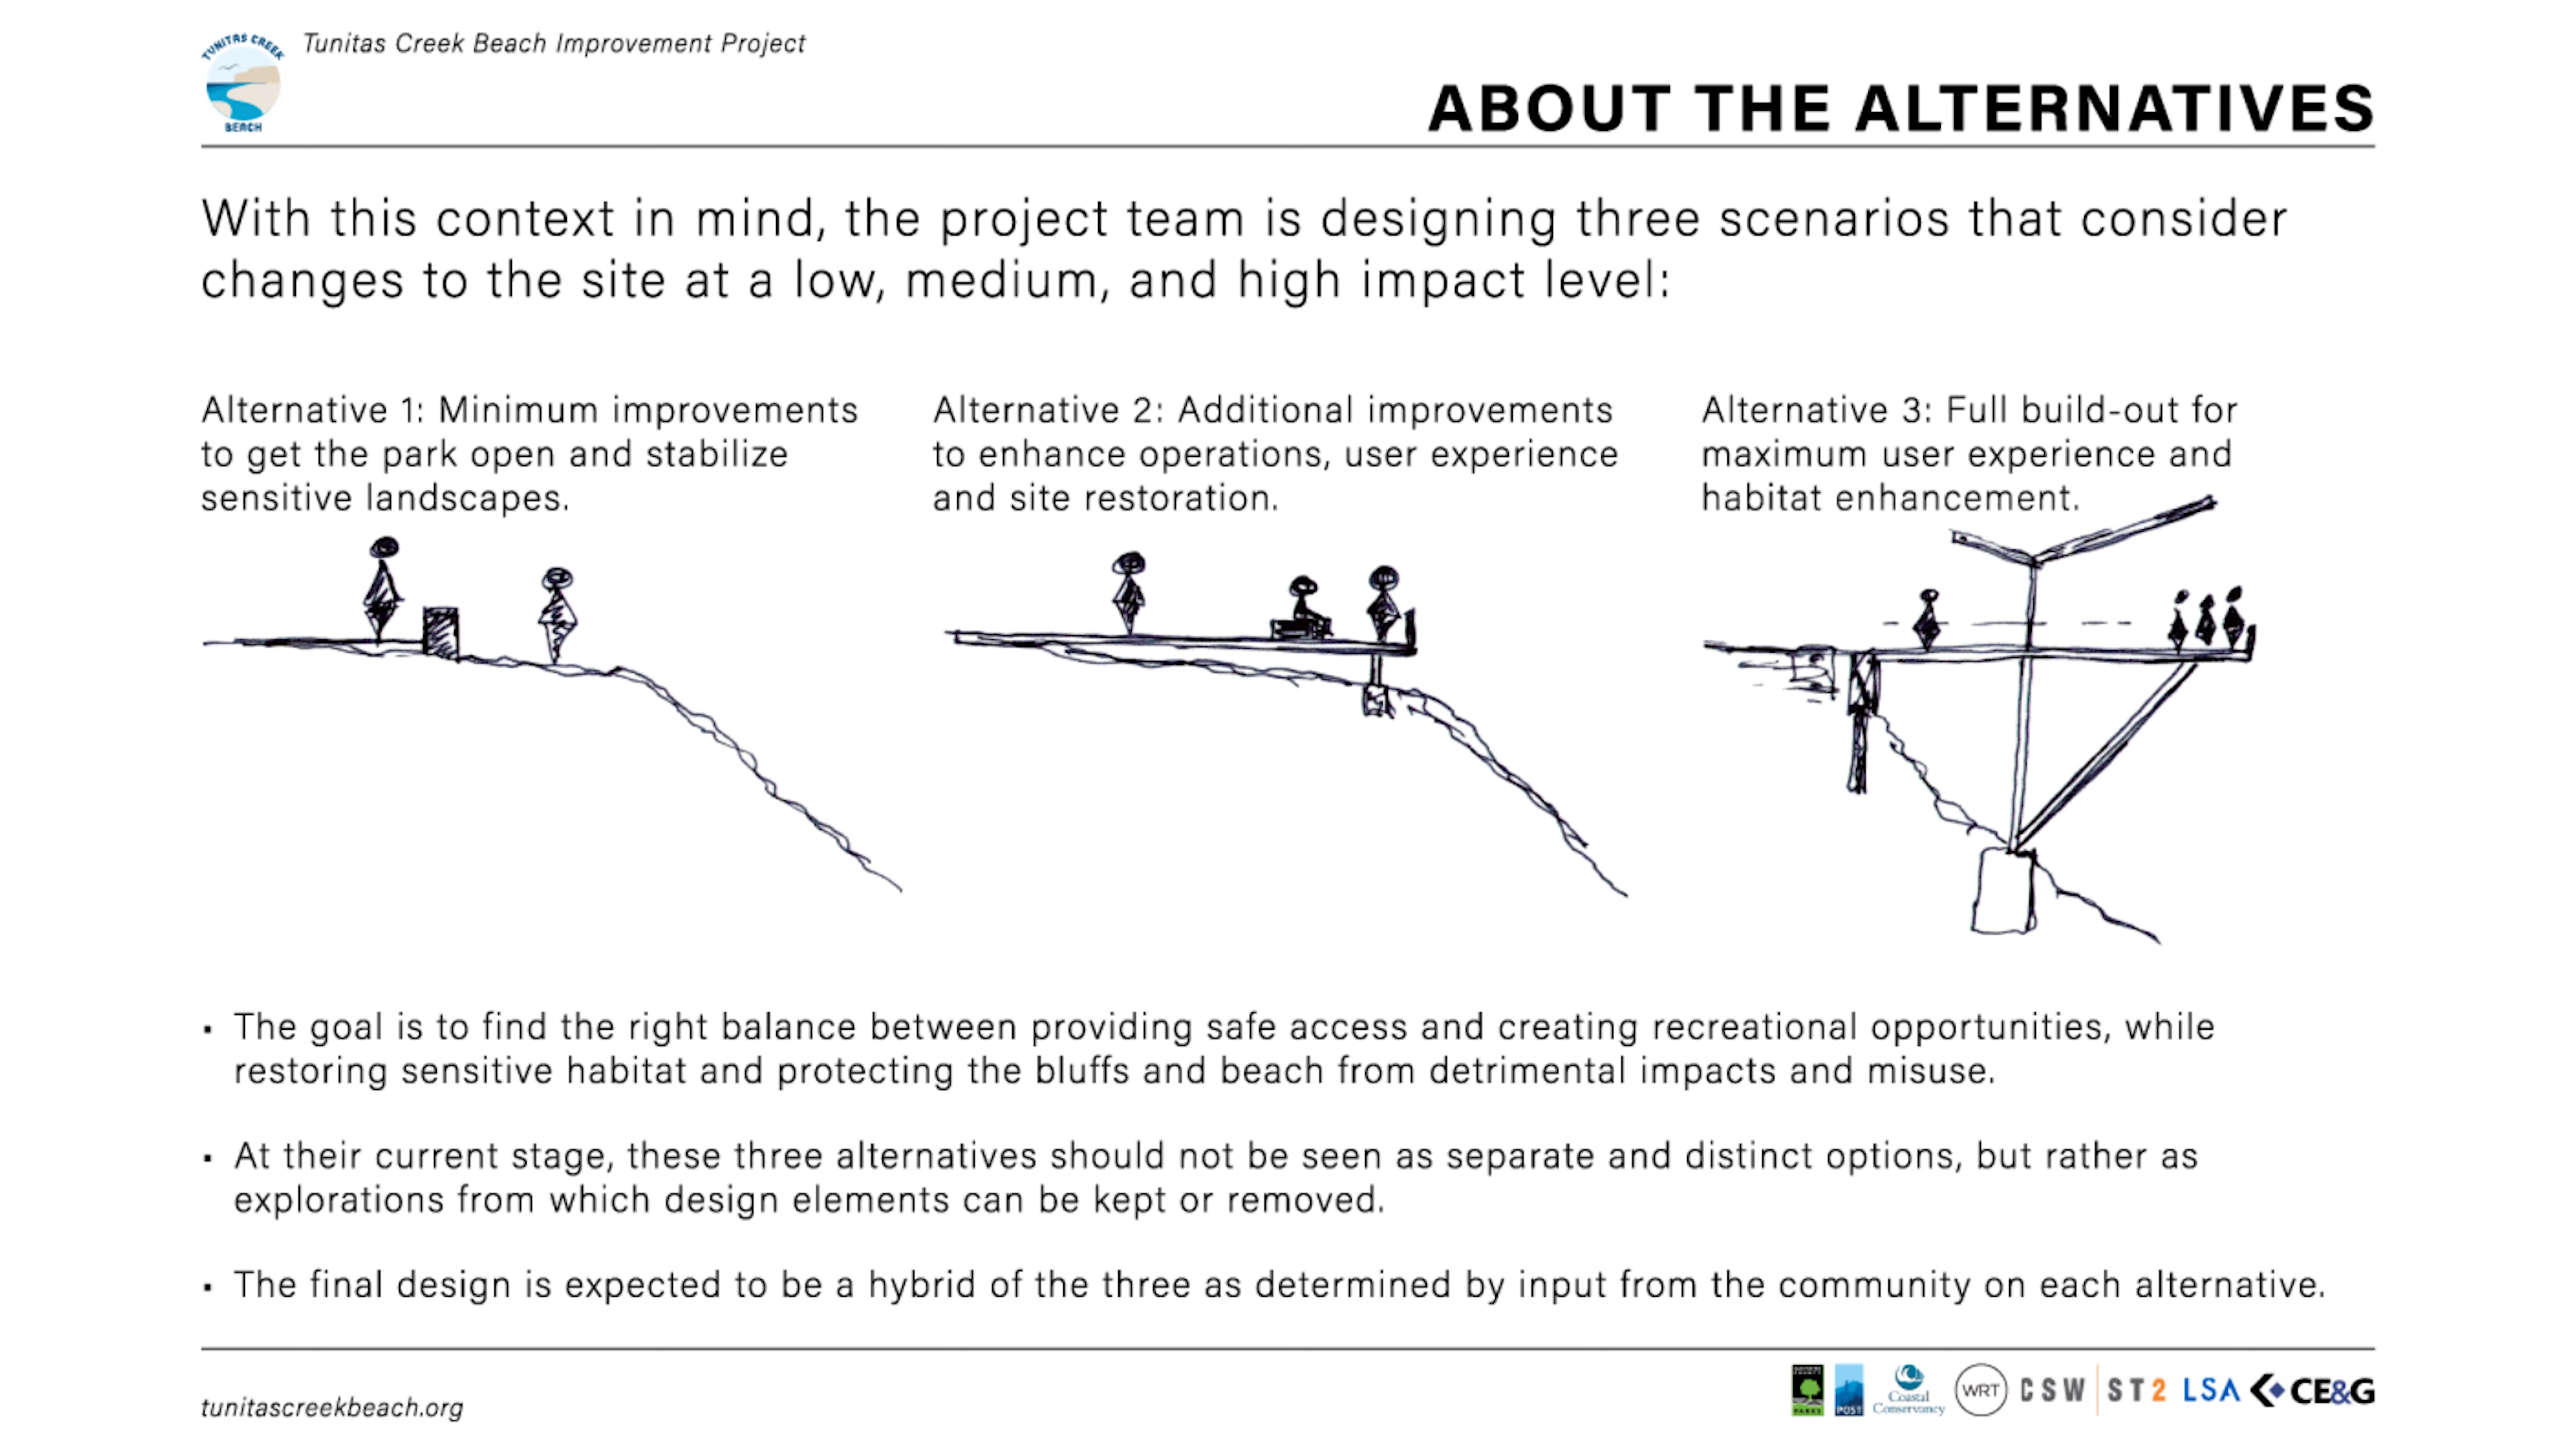 TUNITAS CREEK
BEACH
Tunitas Creek Beach Improvement Project
ABOUT THE ALTERNATIVES
With this context in mind, the project team is designing three scenarios that consider
changes to the site at a low, medium, and high impact level:
Alternative 1: Minimum improvements
to get the park open and stabilize
sensitive landscapes.
Alternative 2: Additional improvements
to enhance operations, user experience
and site restoration.
Alternative 3: Full build-out for
maximum user experience and
habitat enhancement.
▪ The goal is to find the right balance between providing safe access and creating recreational opportunities, while
restoring sensitive habitat and protecting the bluffs and beach from detrimental impacts and misuse.
▪ At their current stage, these three alternatives should not be seen as separate and distinct options, but rather as
explorations from which design elements can be kept or removed.
▪ The final design is expected to be a hybrid of the three as determined by input from the community on each alternative.
tunitascreekbeach.org
PARKS
POST
Coastal
Conservancy
WRT
CSW
ST2
LSA
CE&G